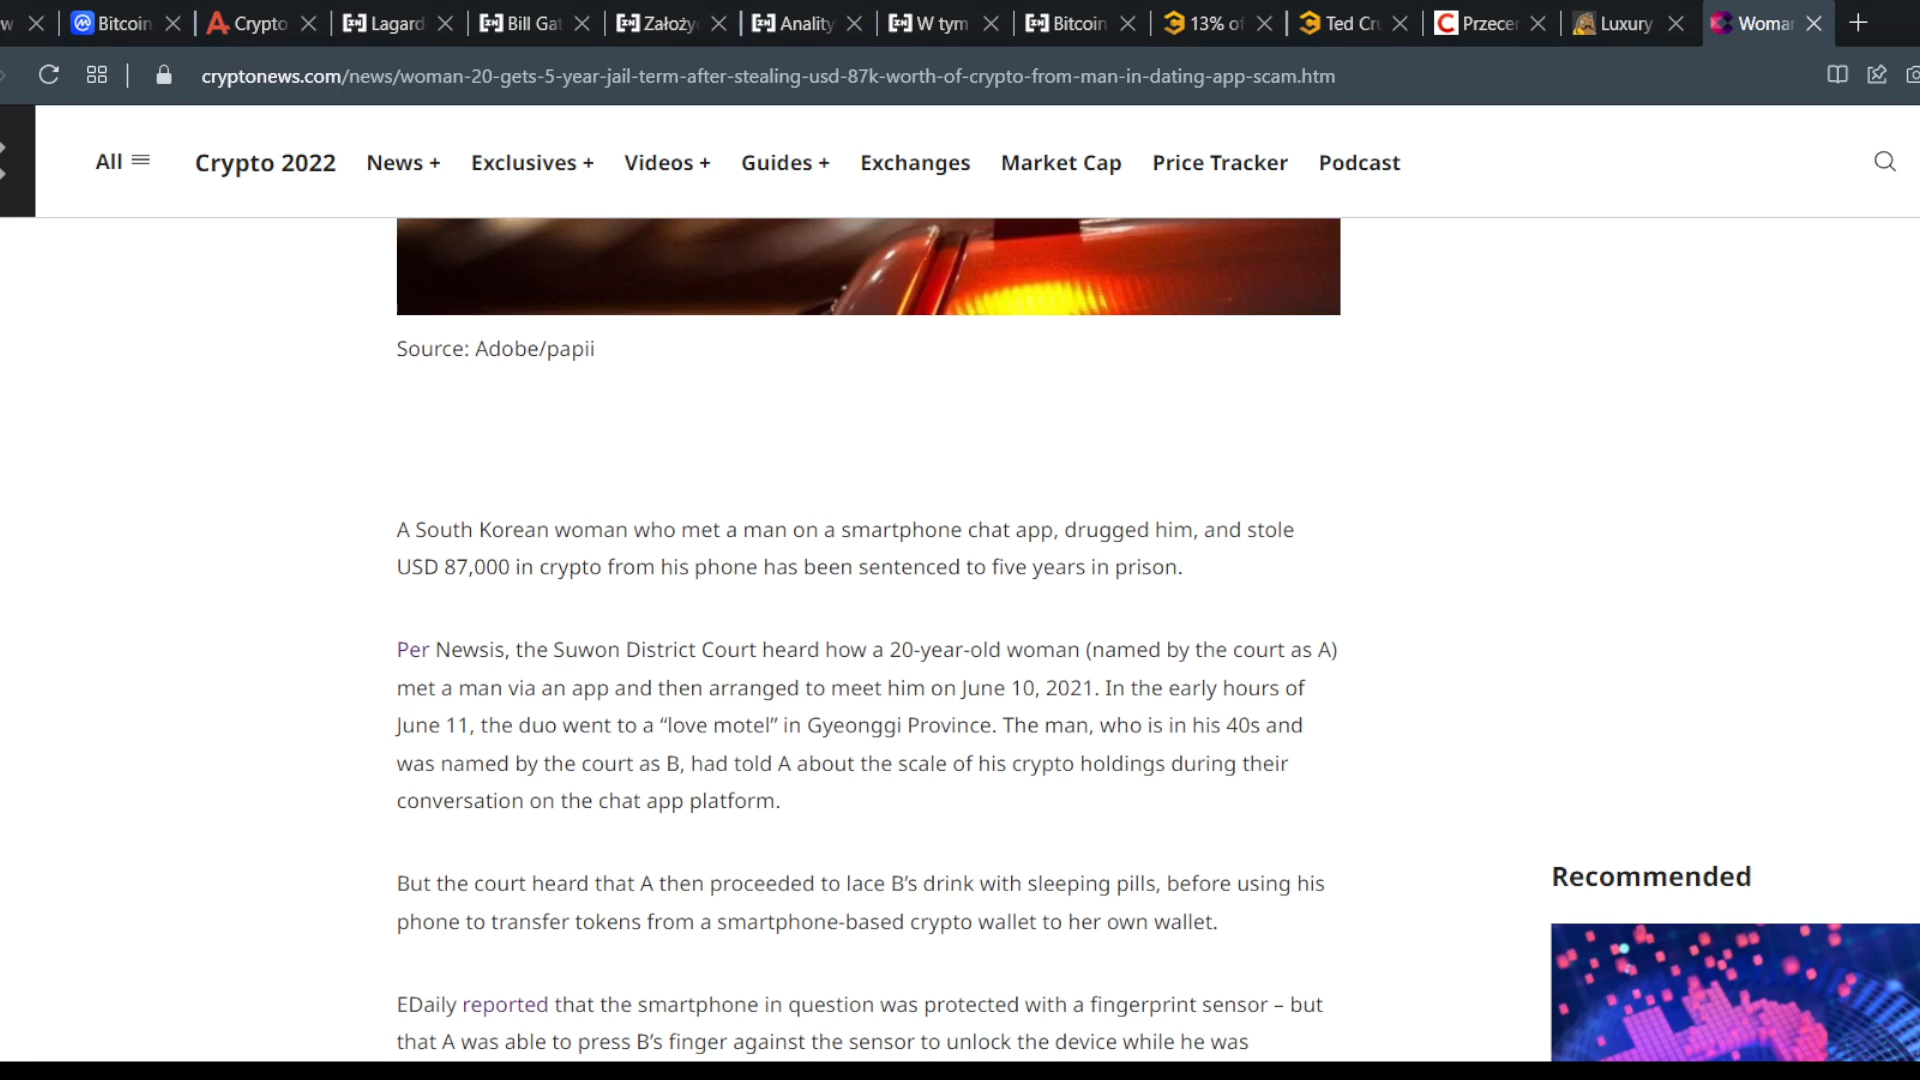 w Bitcoin Crypto Lagard Bill Gat Założy Anality W tym Bitcoin 13% of Ted Cru Przecen Luxury Woman
cryptonews.com/news/woman-20-gets-5-year-jail-term-after-stealing-usd-87k-worth-of-crypto-from-man-in-dating-app-scam.htm
All Crypto 2022 News + Exclusives + Videos + Guides + Exchanges Market Cap Price Tracker Podcast
Source: Adobe/papii
A South Korean woman who met a man on a smartphone chat app, drugged him, and stole
USD 87,000 in crypto from his phone has been sentenced to five years in prison.
Per Newsis, the Suwon District Court heard how a 20-year-old woman (named by the court as A)
met a man via an app and then arranged to meet him on June 10, 2021. In the early hours of
June 11, the duo went to a “love motel” in Gyeonggi Province. The man, who is in his 40s and
was named by the court as B, had told A about the scale of his crypto holdings during their
conversation on the chat app platform.
But the court heard that A then proceeded to lace B’s drink with sleeping pills, before using his
phone to transfer tokens from a smartphone-based crypto wallet to her own wallet.
Recommended
EDaily reported that the smartphone in question was protected with a fingerprint sensor – but
that A was able to press B’s finger against the sensor to unlock the device while he was